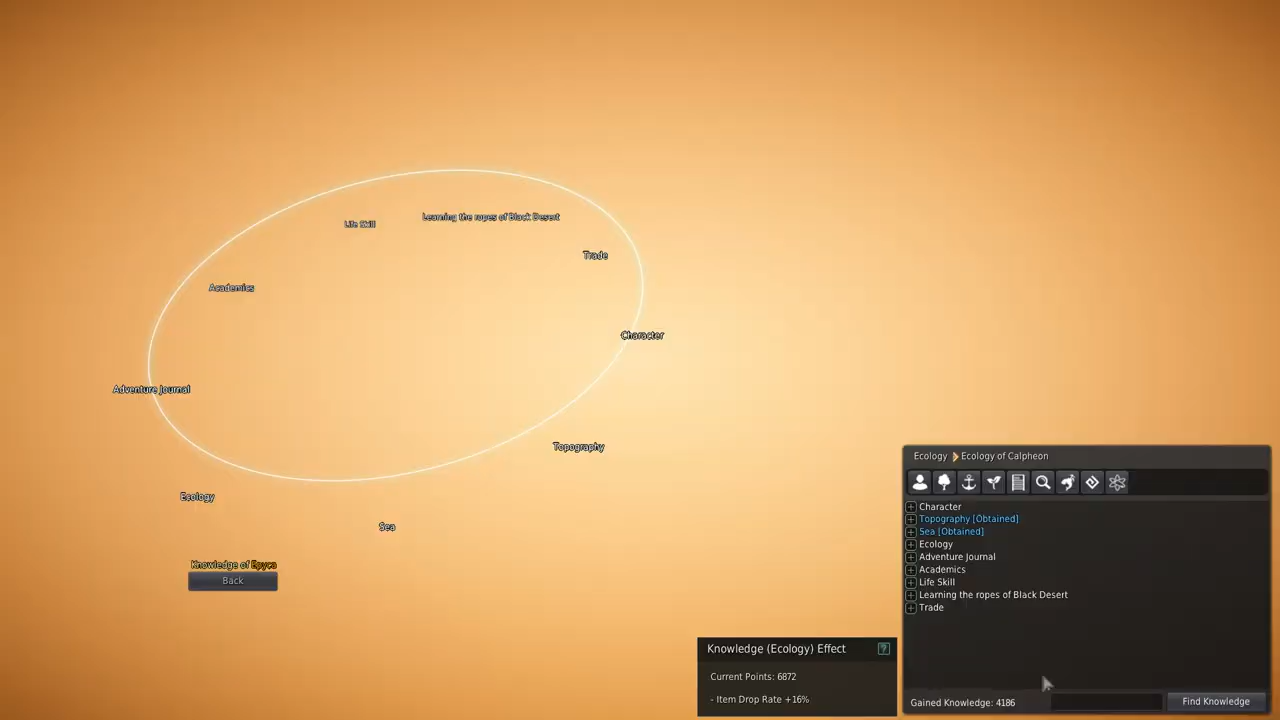 Life Skill
Learning the ropes of Black Desert
Trade
Academics
Character
Adventure Journal
Topography
Ecology
Sea
Knowledge of Epyca
Back
Ecology Ecology of Calpheon
Character
Topography [Obtained]
Sea [Obtained]
Ecology
Adventure Journal
Academics
Life Skill
Learning the ropes of Black Desert
Trade
Gained Knowledge: 4186
Find Knowledge
Knowledge (Ecology) Effect ?
Current Points: 6872
- Item Drop Rate +16%